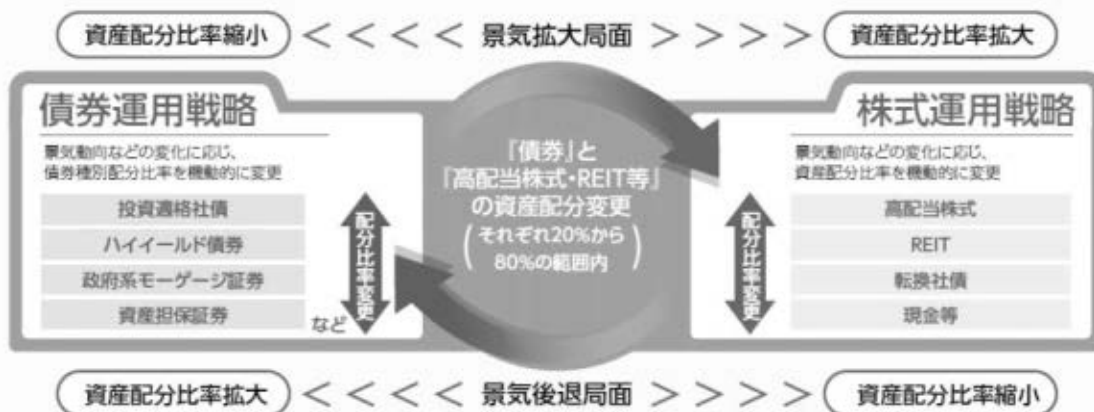 資産配分比率縮小 < < < < < 景気拡大局面 > > > > > 資産配分比率拡大
債券運用戦略
景気動向などの変化に応じ、
債券種別配分比率を機動的に変更
投資適格社債
ハイイールド債券
政府系モーゲージ証券
資産担保証券
など
配分比率変更
『債券』と
『高配当株式・REIT等』
の資産配分変更
(それぞれ20%から
80%の範囲内)
株式運用戦略
景気動向などの変化に応じ、
資産配分比率を機動的に変更
配分比率変更
高配当株式
REIT
転換社債
現金等
資産配分比率拡大 < < < < < 景気後退局面 > > > > > 資産配分比率縮小